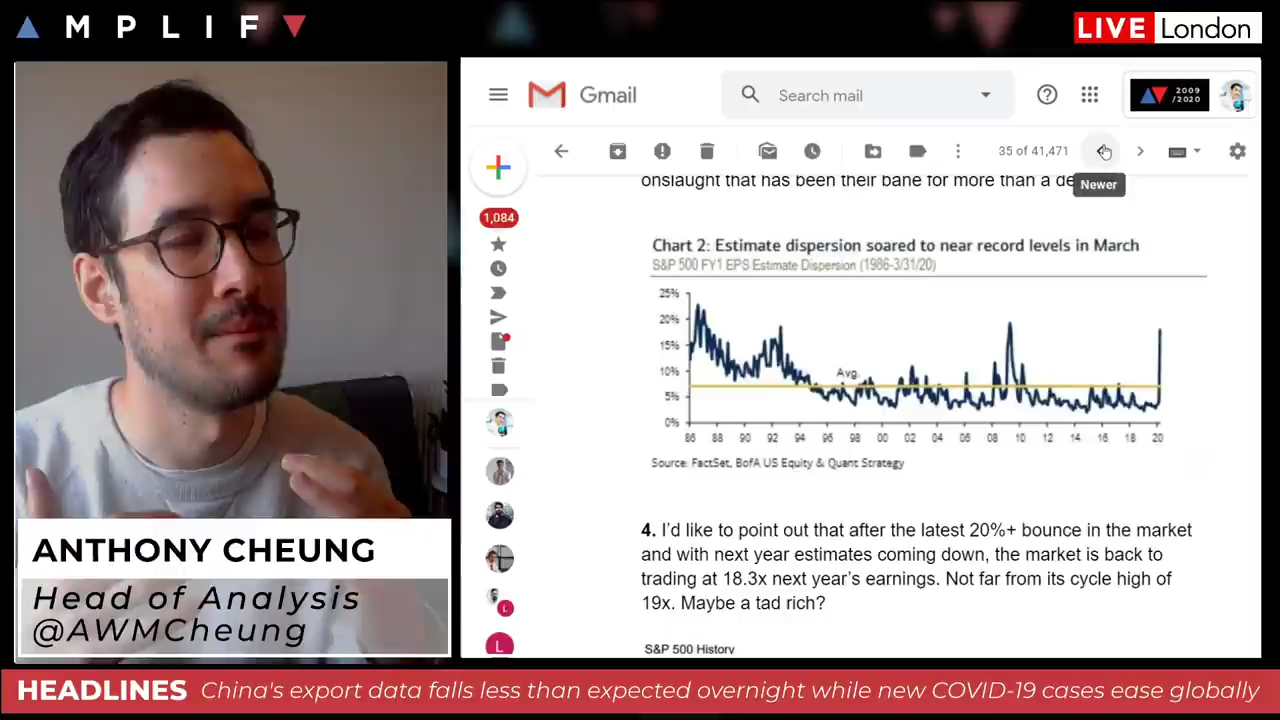 AMPLIFY
LIVE London
Gmail
Search mail
2009
/2020
35 of 41,471
Newer
1,084
onslaught that has been their bane for more than a de
Chart 2: Estimate dispersion soared to near record levels in March
S&P 500 FY1 EPS Estimate Dispersion (1986-3/31/20)
25%
20%
15%
10%
5%
0%
Avg.
86 88 90 92 94 96 98 00 02 04 06 08 10 12 14 16 18 20
Source: FactSet, BofA US Equity & Quant Strategy
4. I'd like to point out that after the latest 20%+ bounce in the market
and with next year estimates coming down, the market is back to
trading at 18.3x next year's earnings. Not far from its cycle high of
19x. Maybe a tad rich?
S&P 500 History
L
L
ANTHONY CHEUNG
Head of Analysis
@AWMCheung
HEADLINES China's export data falls less than expected overnight while new COVID-19 cases ease globally